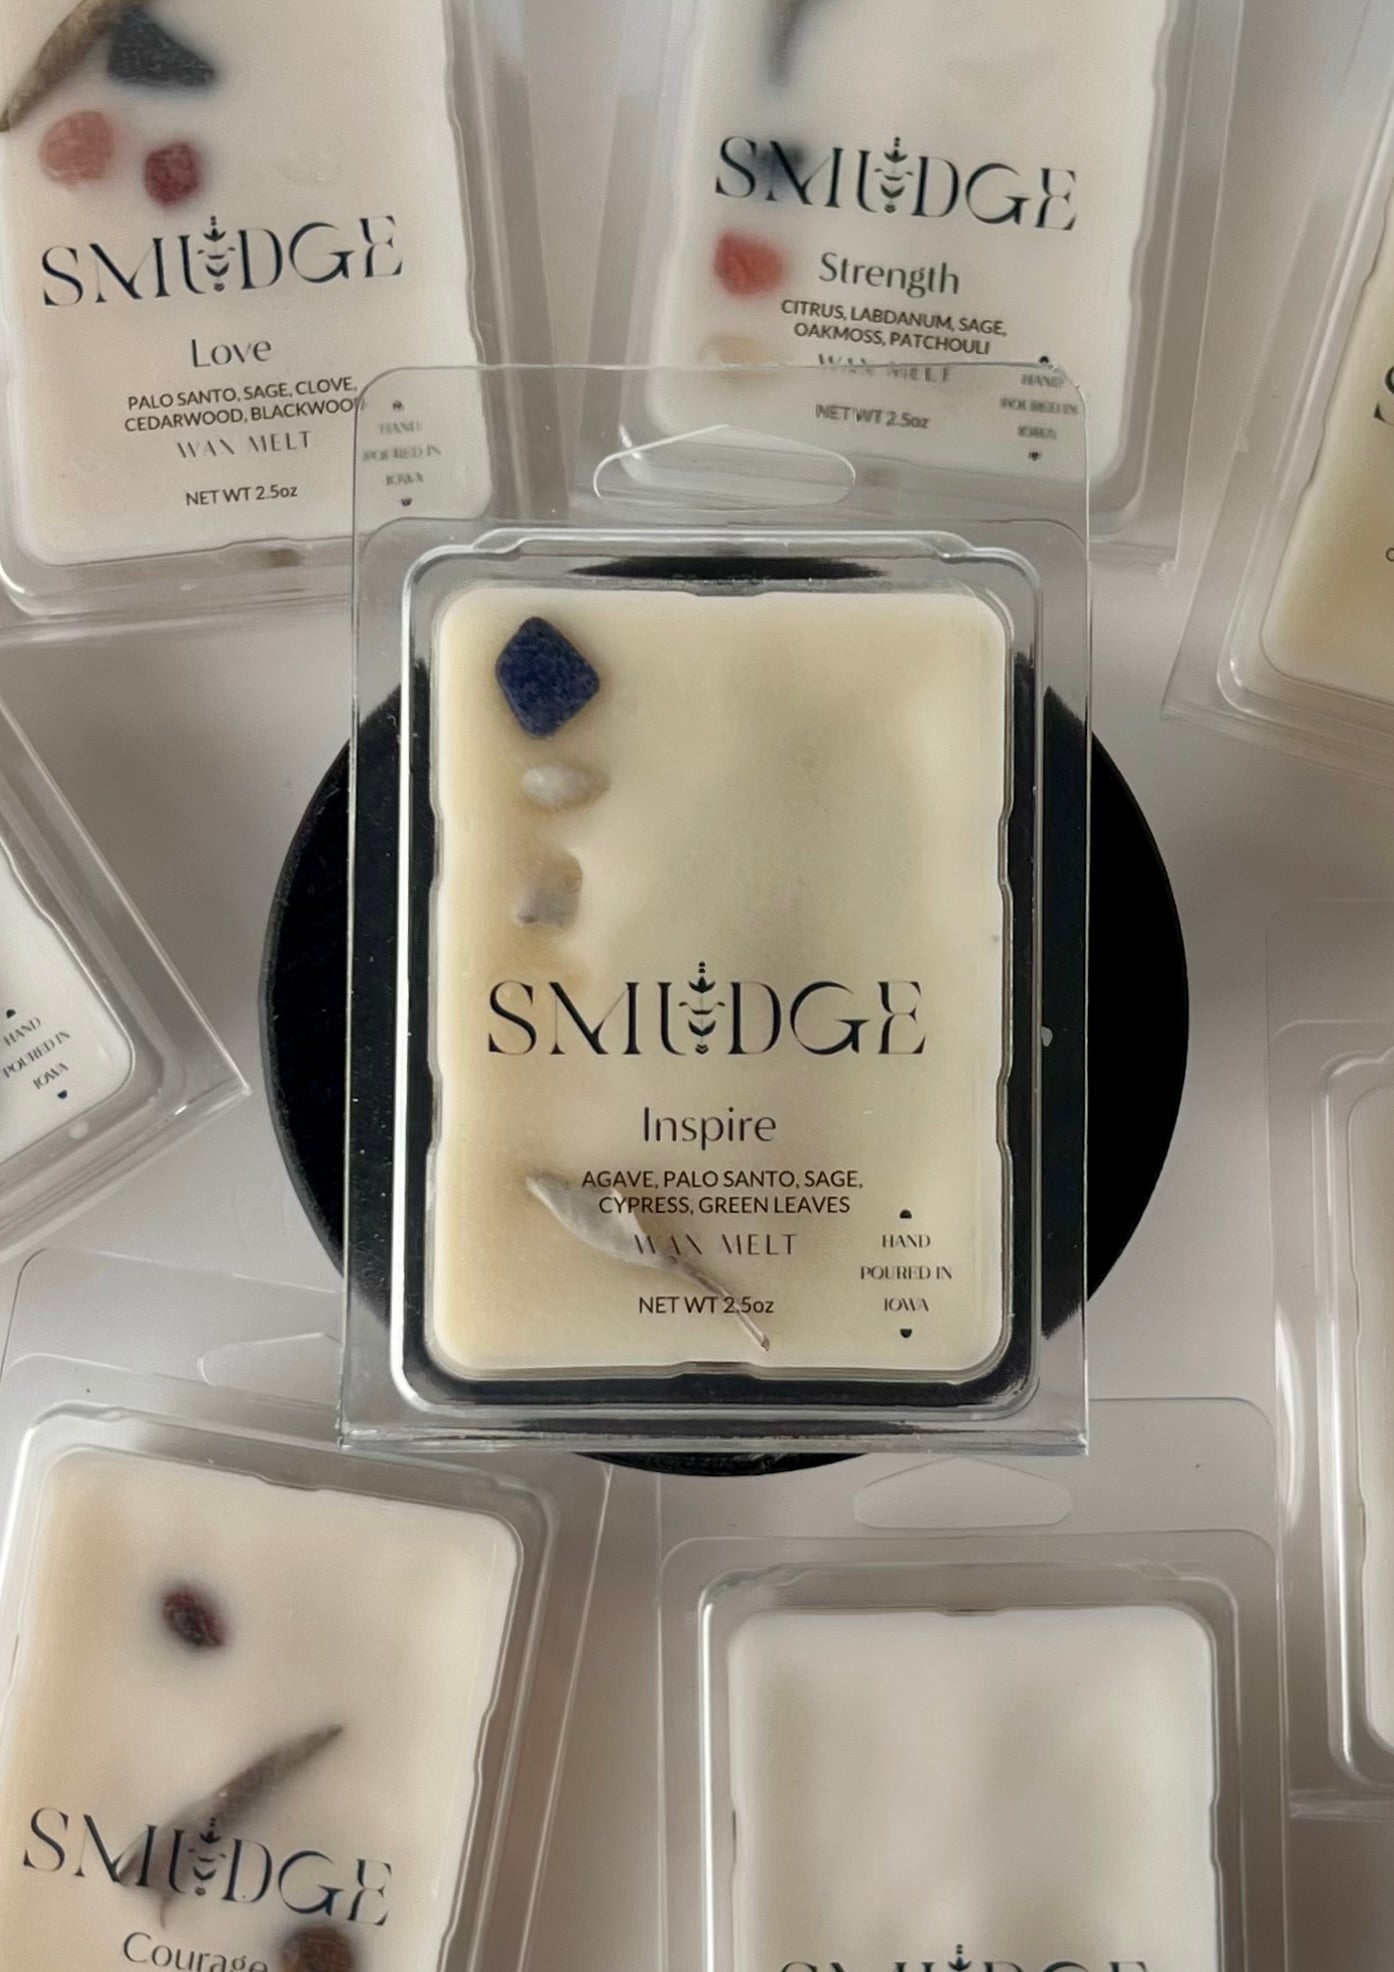 SMUDGE
Love
PALO SANTO, SAGE, CLOVE,
CEDARWOOD, BLACKWOOD
WAX MELT
NET WT 2.5oz
HAND
POURED IN
IOWA
SMUDGE
Strength
CITRUS, LABDANUM, SAGE,
OAKMOSS, PATCHOULI
WAX MELT
NET WT 2.5oz
HAND
POURED IN
IOWA
SMUDGE
Inspire
AGAVE, PALO SANTO, SAGE,
CYPRESS, GREEN LEAVES
WAX MELT
NET WT 2.5oz
HAND
POURED IN
IOWA
HAND
POURED IN
IOWA
SMUDGE
Courage
SMUDGE